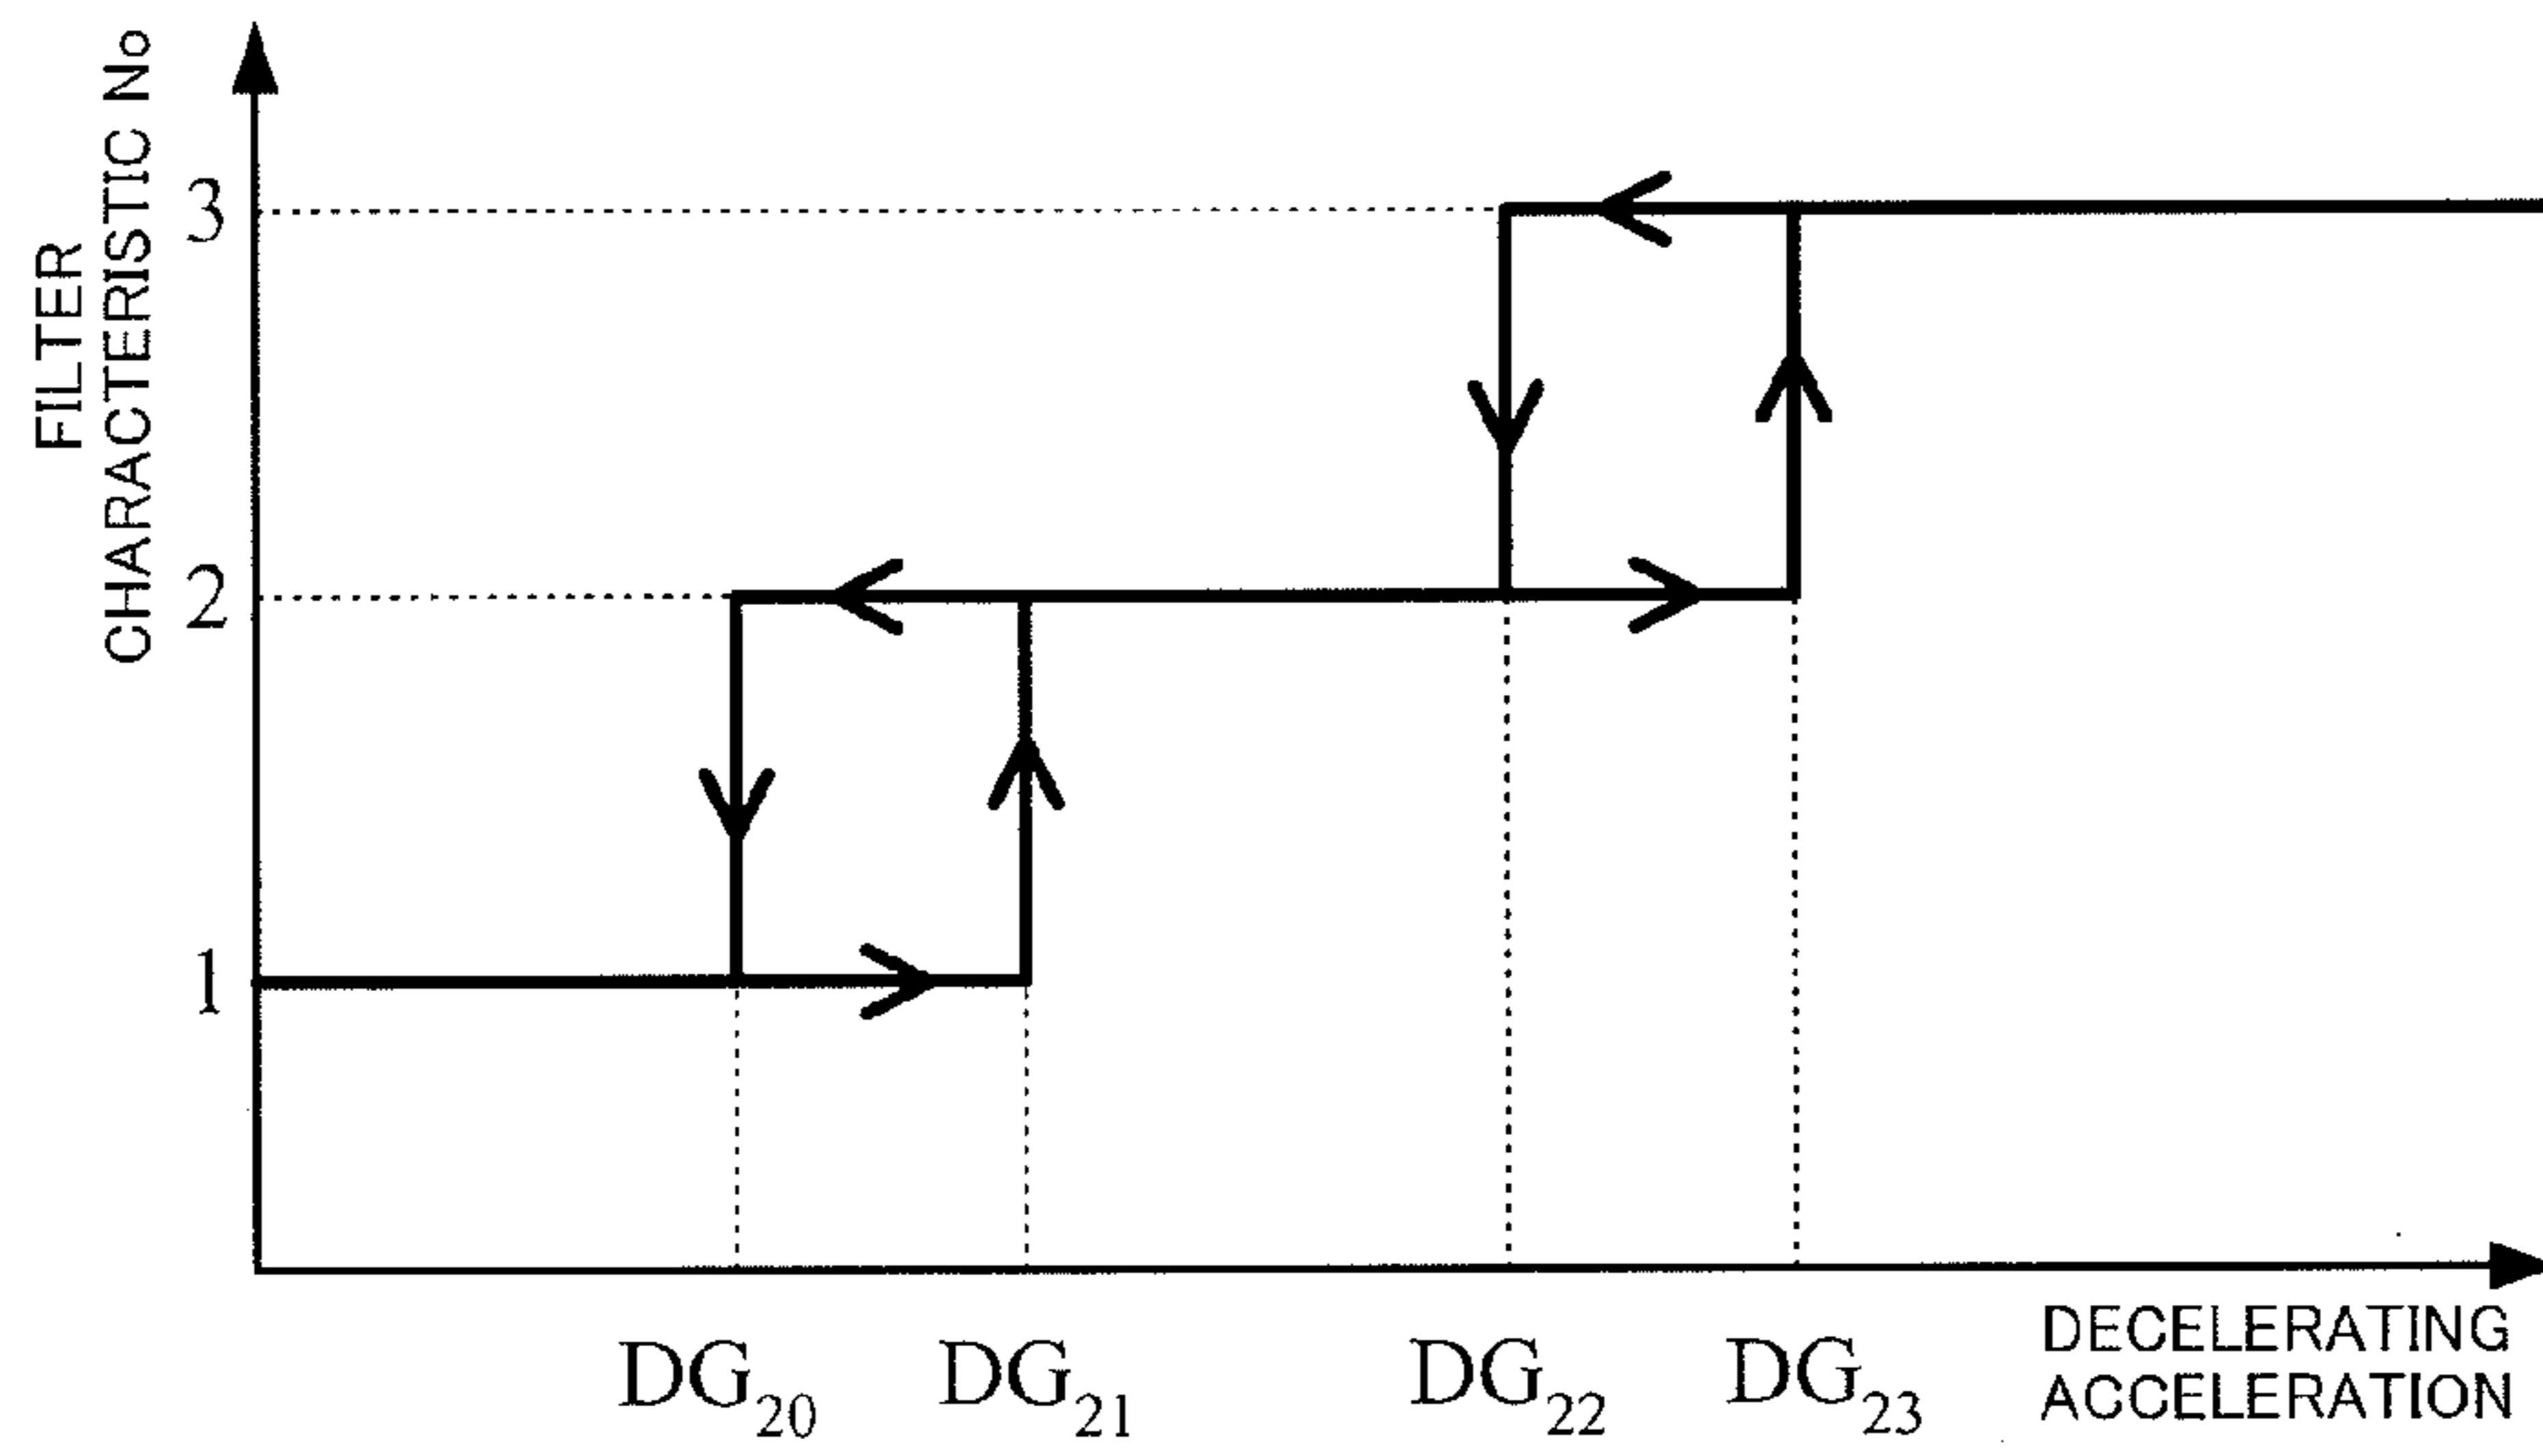 FILTER
CHARACTERISTIC No
3
2
1
DG20 DG21 DG22 DG23
DECELERATING
ACCELERATION